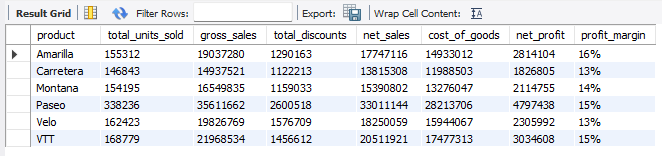 Result Grid Filter Rows: Export: Wrap Cell Content: IA
product total_units_sold gross_sales total_discounts net_sales cost_of_goods net_profit profit_margin
Amarilla 155312 19037280 1290163 17747116 14933012 2814104 16%
Carretera 146843 14937521 1122213 13815308 11988503 1826805 13%
Montana 154195 16549835 1159033 15390802 13276047 2114755 14%
Paseo 338236 35611662 2600518 33011144 28213706 4797438 15%
Velo 162423 19826769 1576709 18250059 15944067 2305992 13%
VTT 168779 21968534 1456612 20511921 17477313 3034608 15%